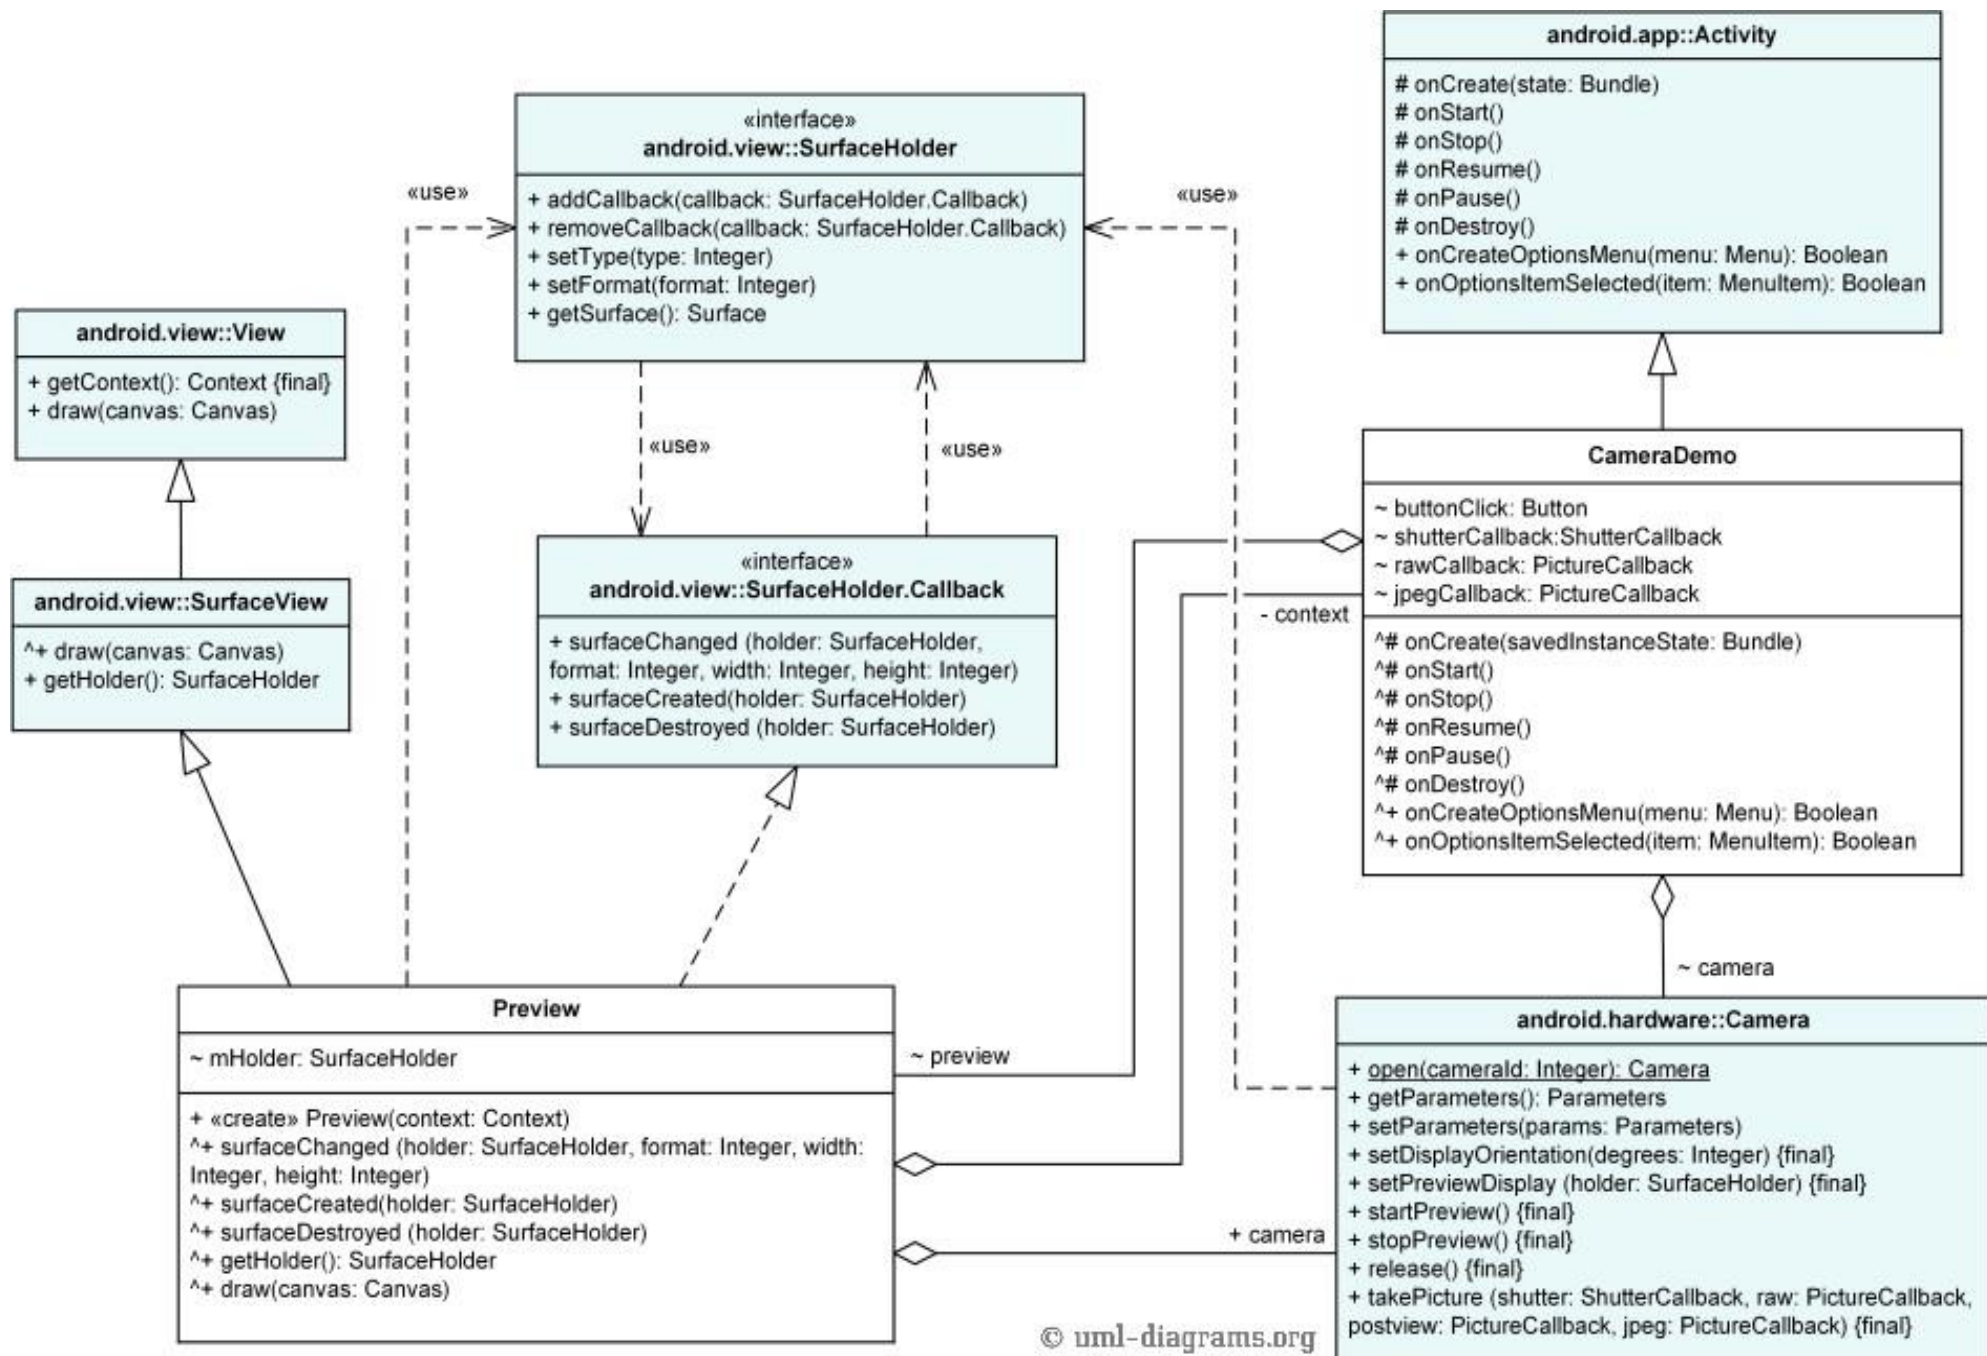 android.app::Activity
# onCreate(state: Bundle)
# onStart()
# onStop()
# onResume()
# onPause()
# onDestroy()
+ onCreateOptionsMenu(menu: Menu): Boolean
+ onOptionsItemSelected(item: MenuItem): Boolean
«interface»
android.view::SurfaceHolder
+ addCallback(callback: SurfaceHolder.Callback)
+ removeCallback(callback: SurfaceHolder.Callback)
+ setType(type: Integer)
+ setFormat(format: Integer)
+ getSurface(): Surface
«use»
«use»
android.view::View
+ getContext(): Context {final}
+ draw(canvas: Canvas)
«use»
«use»
CameraDemo
~ buttonClick: Button
~ shutterCallback:ShutterCallback
~ rawCallback: PictureCallback
~ jpegCallback: PictureCallback
^# onCreate(savedInstanceState: Bundle)
^# onStart()
^# onStop()
^# onResume()
^# onPause()
^# onDestroy()
^+ onCreateOptionsMenu(menu: Menu): Boolean
^+ onOptionsItemSelected(item: MenuItem): Boolean
- context
«interface»
android.view::SurfaceHolder.Callback
+ surfaceChanged (holder: SurfaceHolder,
format: Integer, width: Integer, height: Integer)
+ surfaceCreated(holder: SurfaceHolder)
+ surfaceDestroyed (holder: SurfaceHolder)
android.view::SurfaceView
^+ draw(canvas: Canvas)
+ getHolder(): SurfaceHolder
~ camera
Preview
~ mHolder: SurfaceHolder
+ «create» Preview(context: Context)
^+ surfaceChanged (holder: SurfaceHolder, format: Integer, width:
Integer, height: Integer)
^+ surfaceCreated(holder: SurfaceHolder)
^+ surfaceDestroyed (holder: SurfaceHolder)
^+ getHolder(): SurfaceHolder
^+ draw(canvas: Canvas)
~ preview
+ camera
android.hardware::Camera
+ open(cameraId: Integer): Camera
+ getParameters(): Parameters
+ setParameters(params: Parameters)
+ setDisplayOrientation(degrees: Integer) {final}
+ setPreviewDisplay (holder: SurfaceHolder) {final}
+ startPreview() {final}
+ stopPreview() {final}
+ release() {final}
+ takePicture (shutter: ShutterCallback, raw: PictureCallback,
postview: PictureCallback, jpeg: PictureCallback) {final}
© uml-diagrams.org